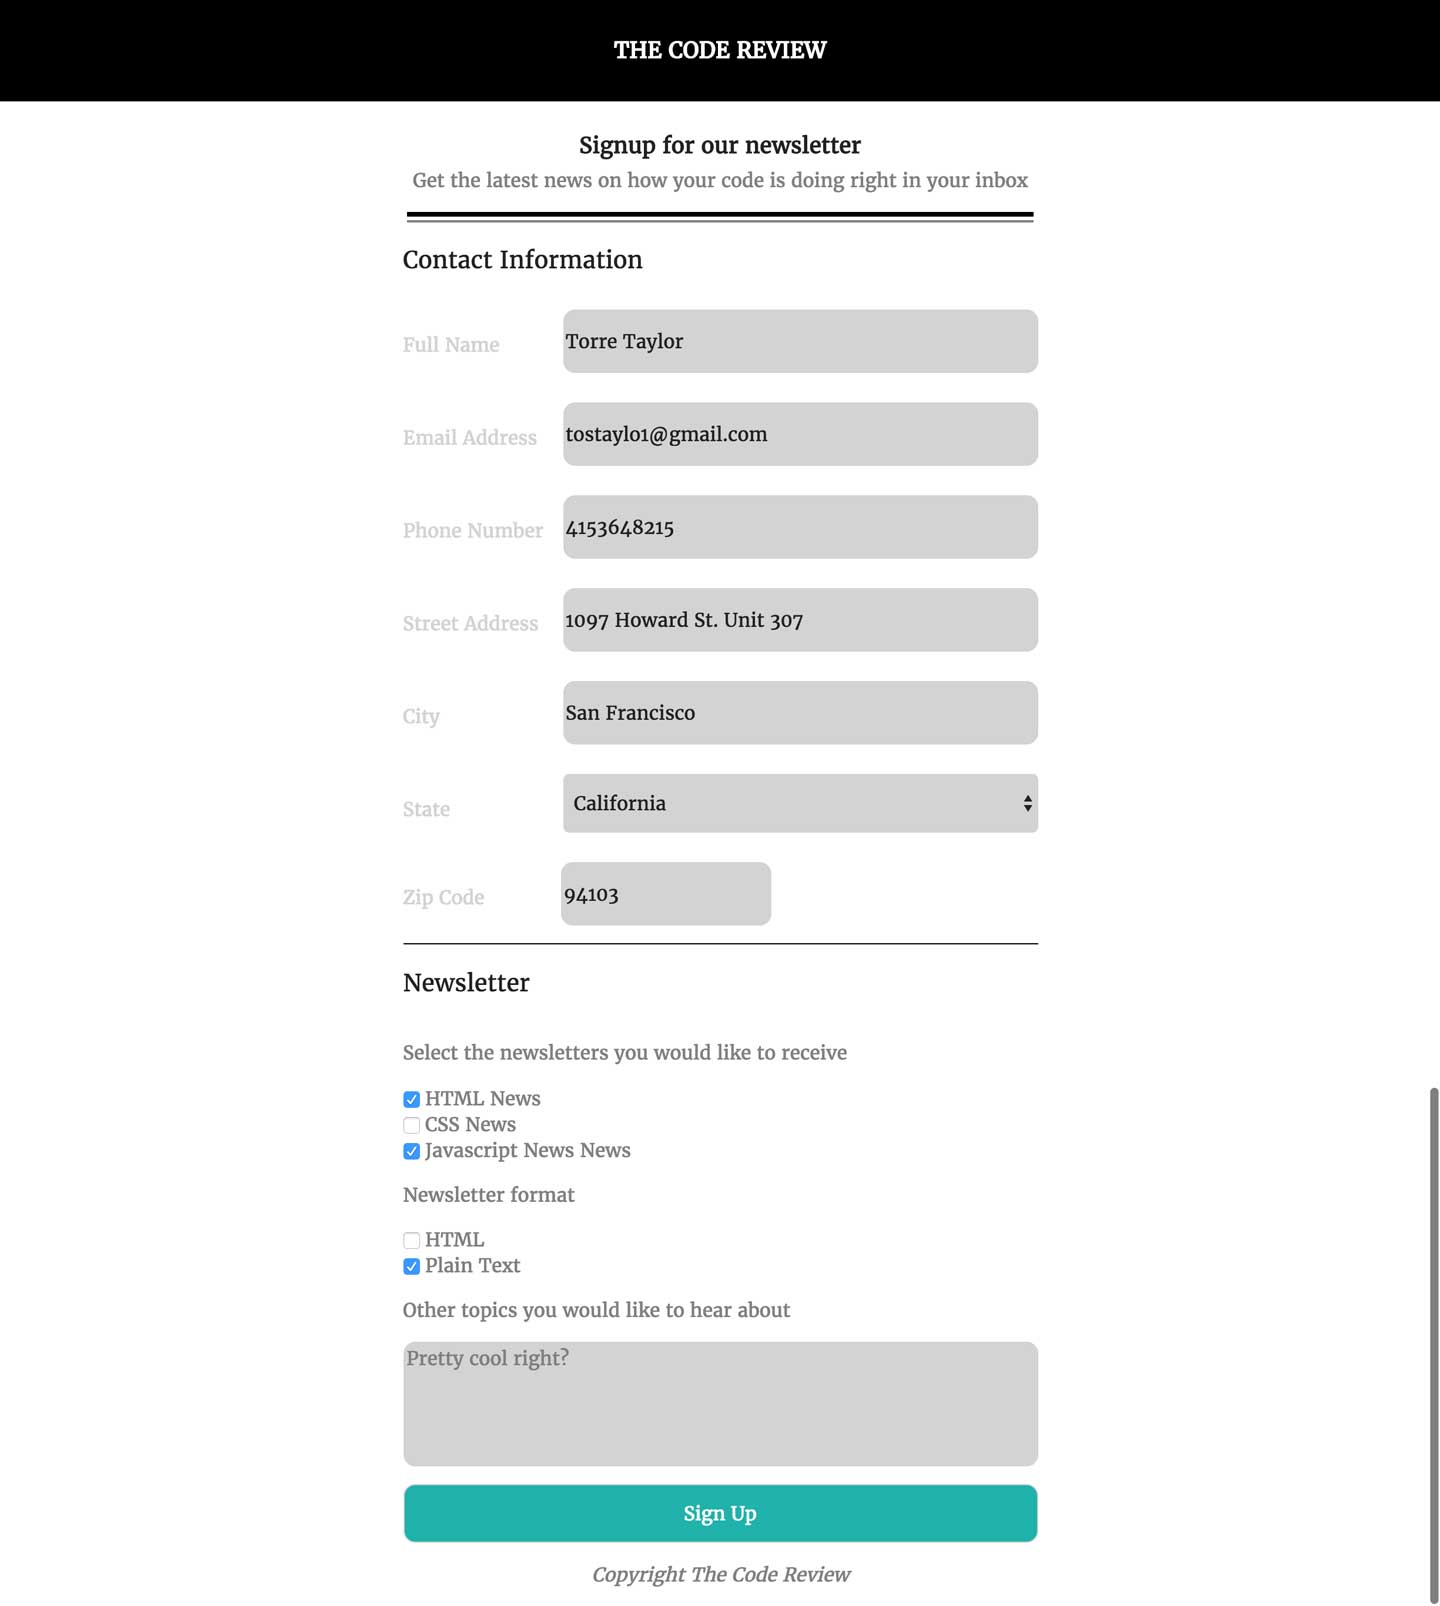 THE CODE REVIEW
Signup for our newsletter
Get the latest news on how your code is doing right in your inbox
Contact Information
Full Name Torre Taylor
Email Address tostaylo1@gmail.com
Phone Number 4153648215
Street Address 1097 Howard St. Unit 307
City San Francisco
State California
Zip Code 94103
Newsletter
Select the newsletters you would like to receive
HTML News
CSS News
Javascript News News
Newsletter format
HTML
Plain Text
Other topics you would like to hear about
Pretty cool right?
Sign Up
Copyright The Code Review